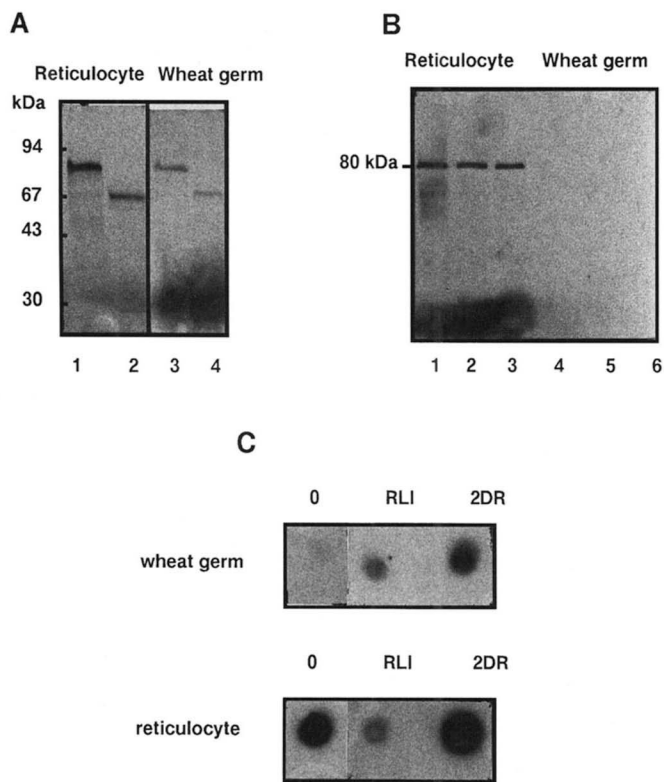 A
Reticulocyte Wheat germ
kDa
94
67
43
30
1 2 3 4
B
Reticulocyte Wheat germ
80 kDa
1 2 3 4 5 6
C
0 RLI 2DR
wheat germ
0 RLI 2DR
reticulocyte